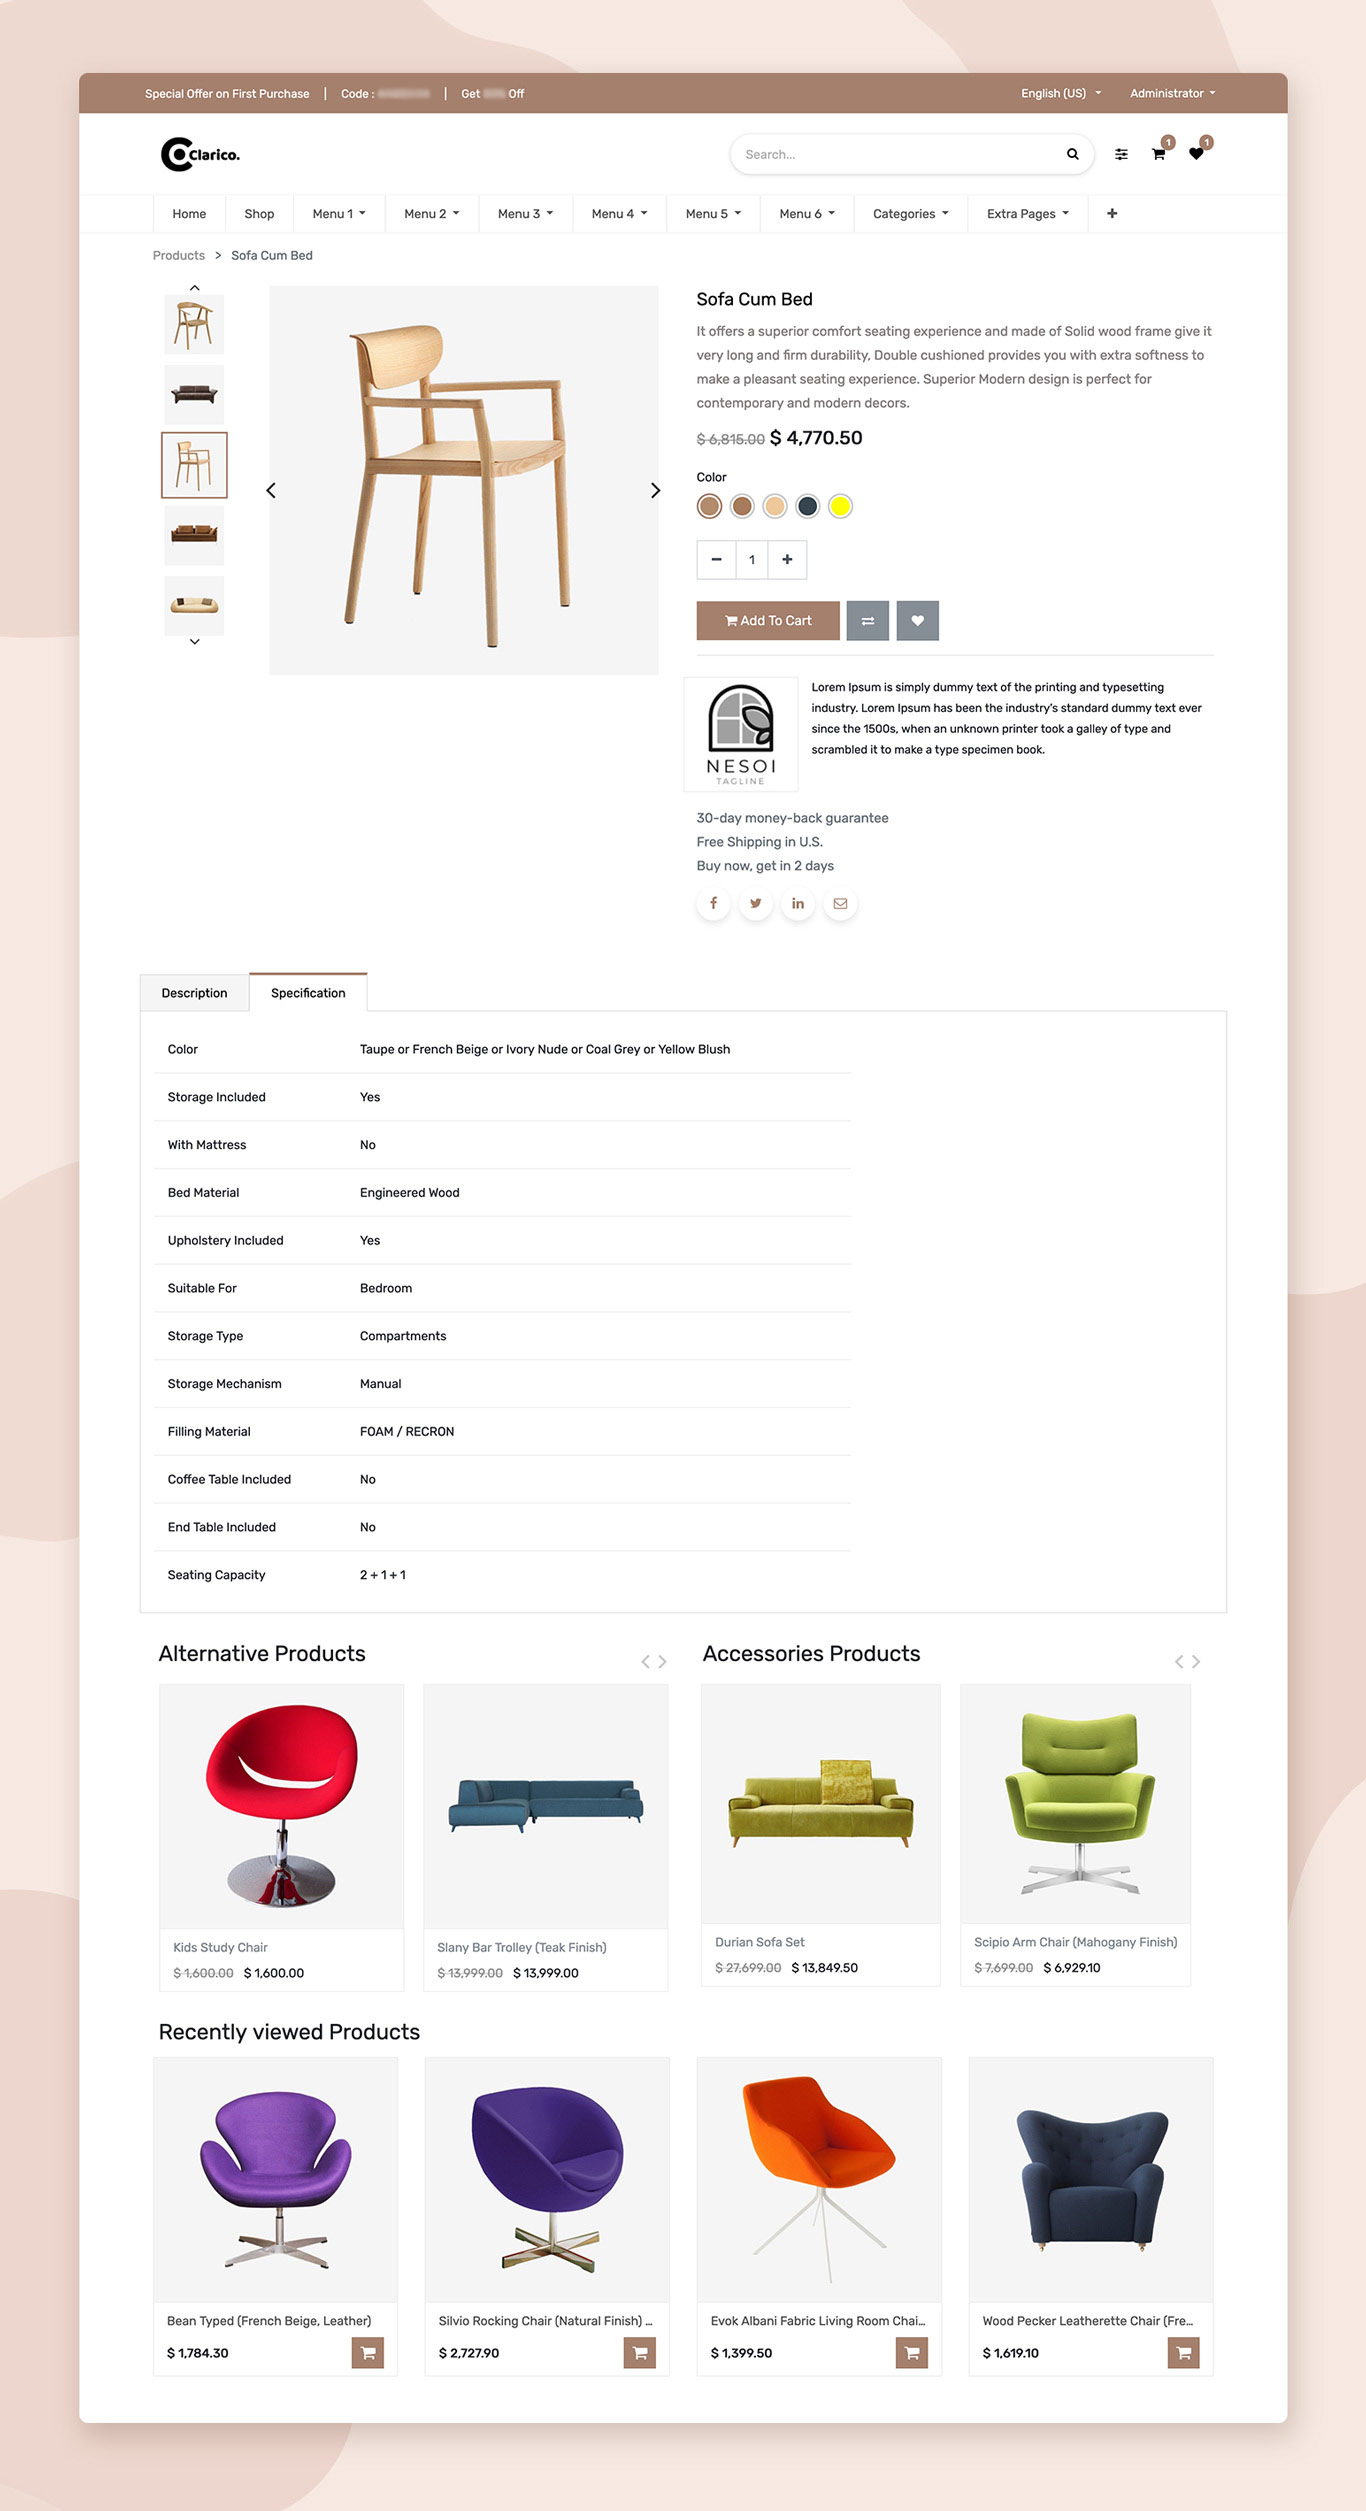 Special Offer on First Purchase | Code : | Get Off
English (US) Administrator
Clarico.
Search...
1
1
Home Shop Menu 1 Menu 2 Menu 3 Menu 4 Menu 5 Menu 6 Categories Extra Pages +
Products > Sofa Cum Bed
Sofa Cum Bed
It offers a superior comfort seating experience and made of Solid wood frame give it
very long and firm durability, Double cushioned provides you with extra softness to
make a pleasant seating experience. Superior Modern design is perfect for
contemporary and modern decors.
$ 6,815.00 $ 4,770.50
Color
− 1 +
Add To Cart
Lorem Ipsum is simply dummy text of the printing and typesetting
industry. Lorem Ipsum has been the industry's standard dummy text ever
since the 1500s, when an unknown printer took a galley of type and
scrambled it to make a type specimen book.
NESOI
TAGLINE
30-day money-back guarantee
Free Shipping in U.S.
Buy now, get in 2 days
Description Specification
Color Taupe or French Beige or Ivory Nude or Coal Grey or Yellow Blush
Storage Included Yes
With Mattress No
Bed Material Engineered Wood
Upholstery Included Yes
Suitable For Bedroom
Storage Type Compartments
Storage Mechanism Manual
Filling Material FOAM / RECRON
Coffee Table Included No
End Table Included No
Seating Capacity 2 + 1 + 1
Alternative Products
Kids Study Chair
$ 1,600.00 $ 1,600.00
Slany Bar Trolley (Teak Finish)
$ 13,999.00 $ 13,999.00
Accessories Products
Durian Sofa Set
$ 27,699.00 $ 13,849.50
Scipio Arm Chair (Mahogany Finish)
$ 7,699.00 $ 6,929.10
Recently viewed Products
Bean Typed (French Beige, Leather)
$ 1,784.30
Silvio Rocking Chair (Natural Finish) ...
$ 2,727.90
Evok Albani Fabric Living Room Chai...
$ 1,399.50
Wood Pecker Leatherette Chair (Fre...
$ 1,619.10